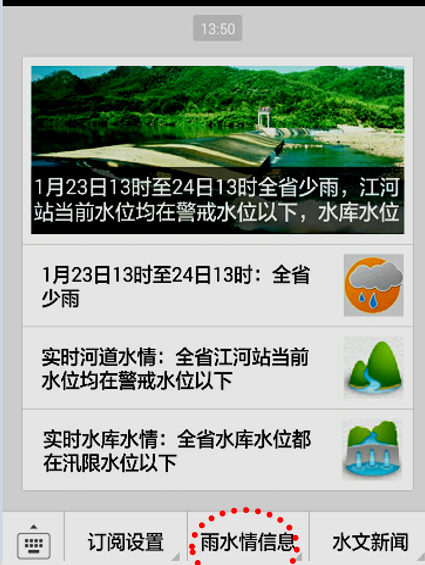 13:50
1月23日13时至24日13时全省少雨，江河
站当前水位均在警戒水位以下，水库水位
1月23日13时至24日13时：全省
少雨
实时河道水情：全省江河站当前
水位均在警戒水位以下
实时水库水情：全省水库水位都
在汛限水位以下
订阅设置 雨水情信息 水文新闻